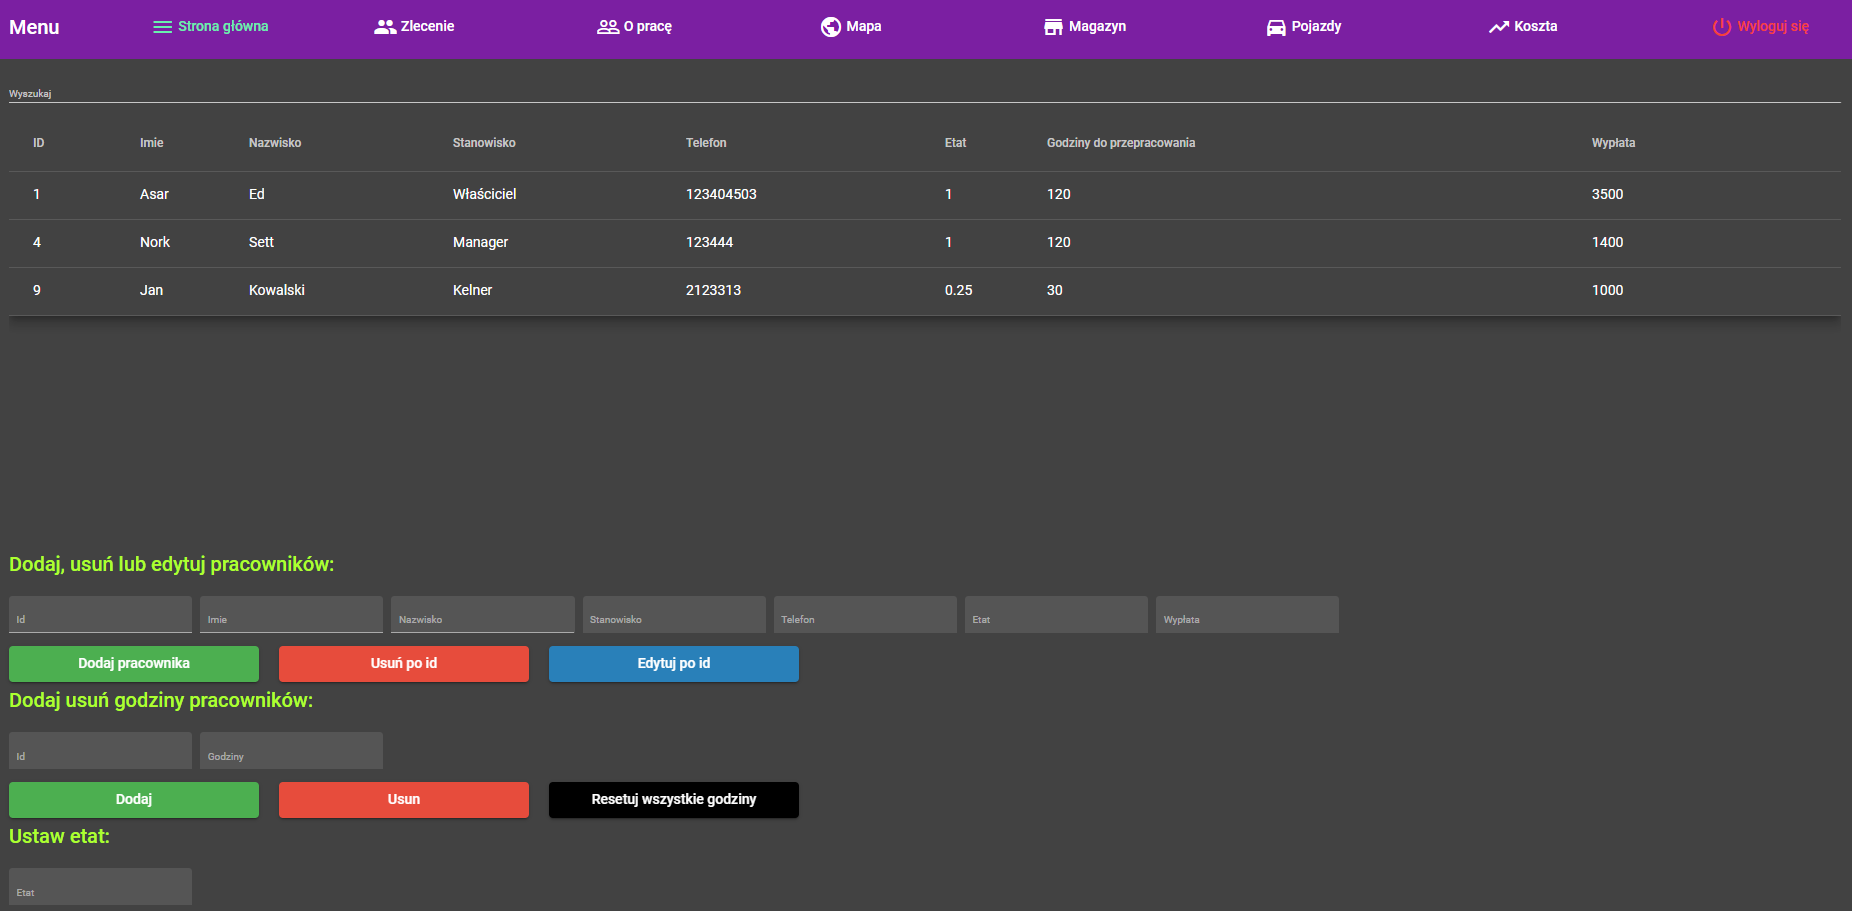 Menu Strona główna Zlecenie O pracę Mapa Magazyn Pojazdy Koszta Wyloguj się
Wyszukaj
ID Imie Nazwisko Stanowisko Telefon Etat Godziny do przepracowania Wypłata
1 Asar Ed Właściciel 123404503 1 120 3500
4 Nork Sett Manager 123444 1 120 1400
9 Jan Kowalski Kelner 2123313 0.25 30 1000
Dodaj, usuń lub edytuj pracowników:
Id Imie Nazwisko Stanowisko Telefon Etat Wypłata
Dodaj pracownika Usuń po id Edytuj po id
Dodaj usuń godziny pracowników:
Id Godziny
Dodaj Usun Resetuj wszystkie godziny
Ustaw etat:
Etat